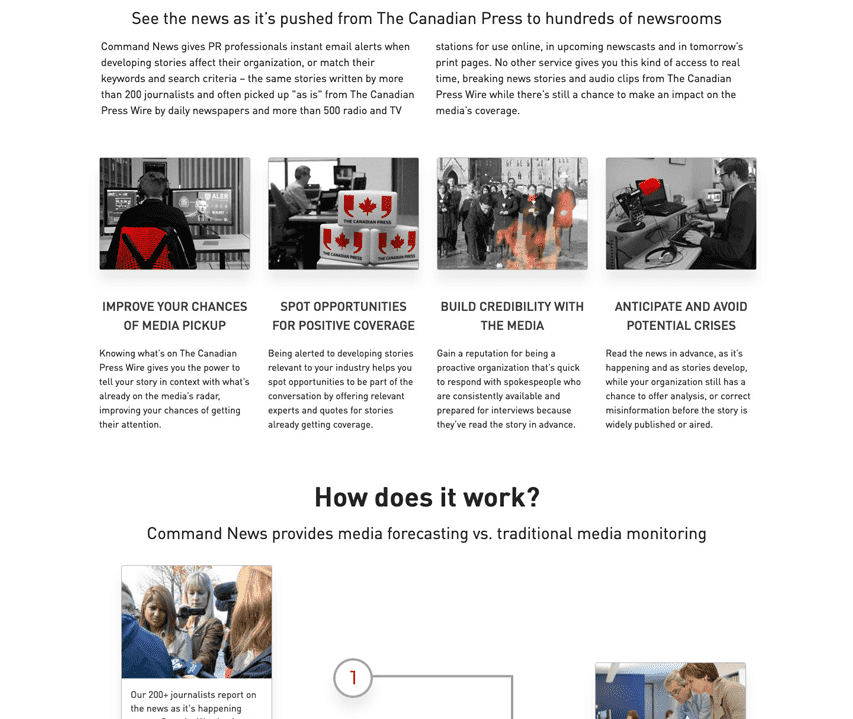 See the news as it's pushed from The Canadian Press to hundreds of newsrooms
Command News gives PR professionals instant email alerts when
developing stories affect their organization, or match their
keywords and search criteria – the same stories written by more
than 200 journalists and often picked up "as is" from The Canadian
Press Wire by daily newspapers and more than 500 radio and TV
stations for use online, in upcoming newscasts and in tomorrow's
print pages. No other service gives you this kind of access to real
time, breaking news stories and audio clips from The Canadian
Press Wire while there's still a chance to make an impact on the
media's coverage.
THE CANADIAN PRESS
THE CANADIAN PRESS
THE CANADIAN PRESS
IMPROVE YOUR CHANCES
OF MEDIA PICKUP
Knowing what's on The Canadian
Press Wire gives you the power to
tell your story in context with what's
already on the media's radar,
improving your chances of getting
their attention.
SPOT OPPORTUNITIES
FOR POSITIVE COVERAGE
Being alerted to developing stories
relevant to your industry helps you
spot opportunities to be part of the
conversation by offering relevant
experts and quotes for stories
already getting coverage.
BUILD CREDIBILITY WITH
THE MEDIA
Gain a reputation for being a
proactive organization that's quick
to respond with spokespeople who
are consistently available and
prepared for interviews because
they've read the story in advance.
ANTICIPATE AND AVOID
POTENTIAL CRISES
Read the news in advance, as it's
happening and as stories develop,
while your organization still has a
chance to offer analysis, or correct
misinformation before the story is
widely published or aired.
How does it work?
Command News provides media forecasting vs. traditional media monitoring
Our 200+ journalists report on
the news as it's happening
1